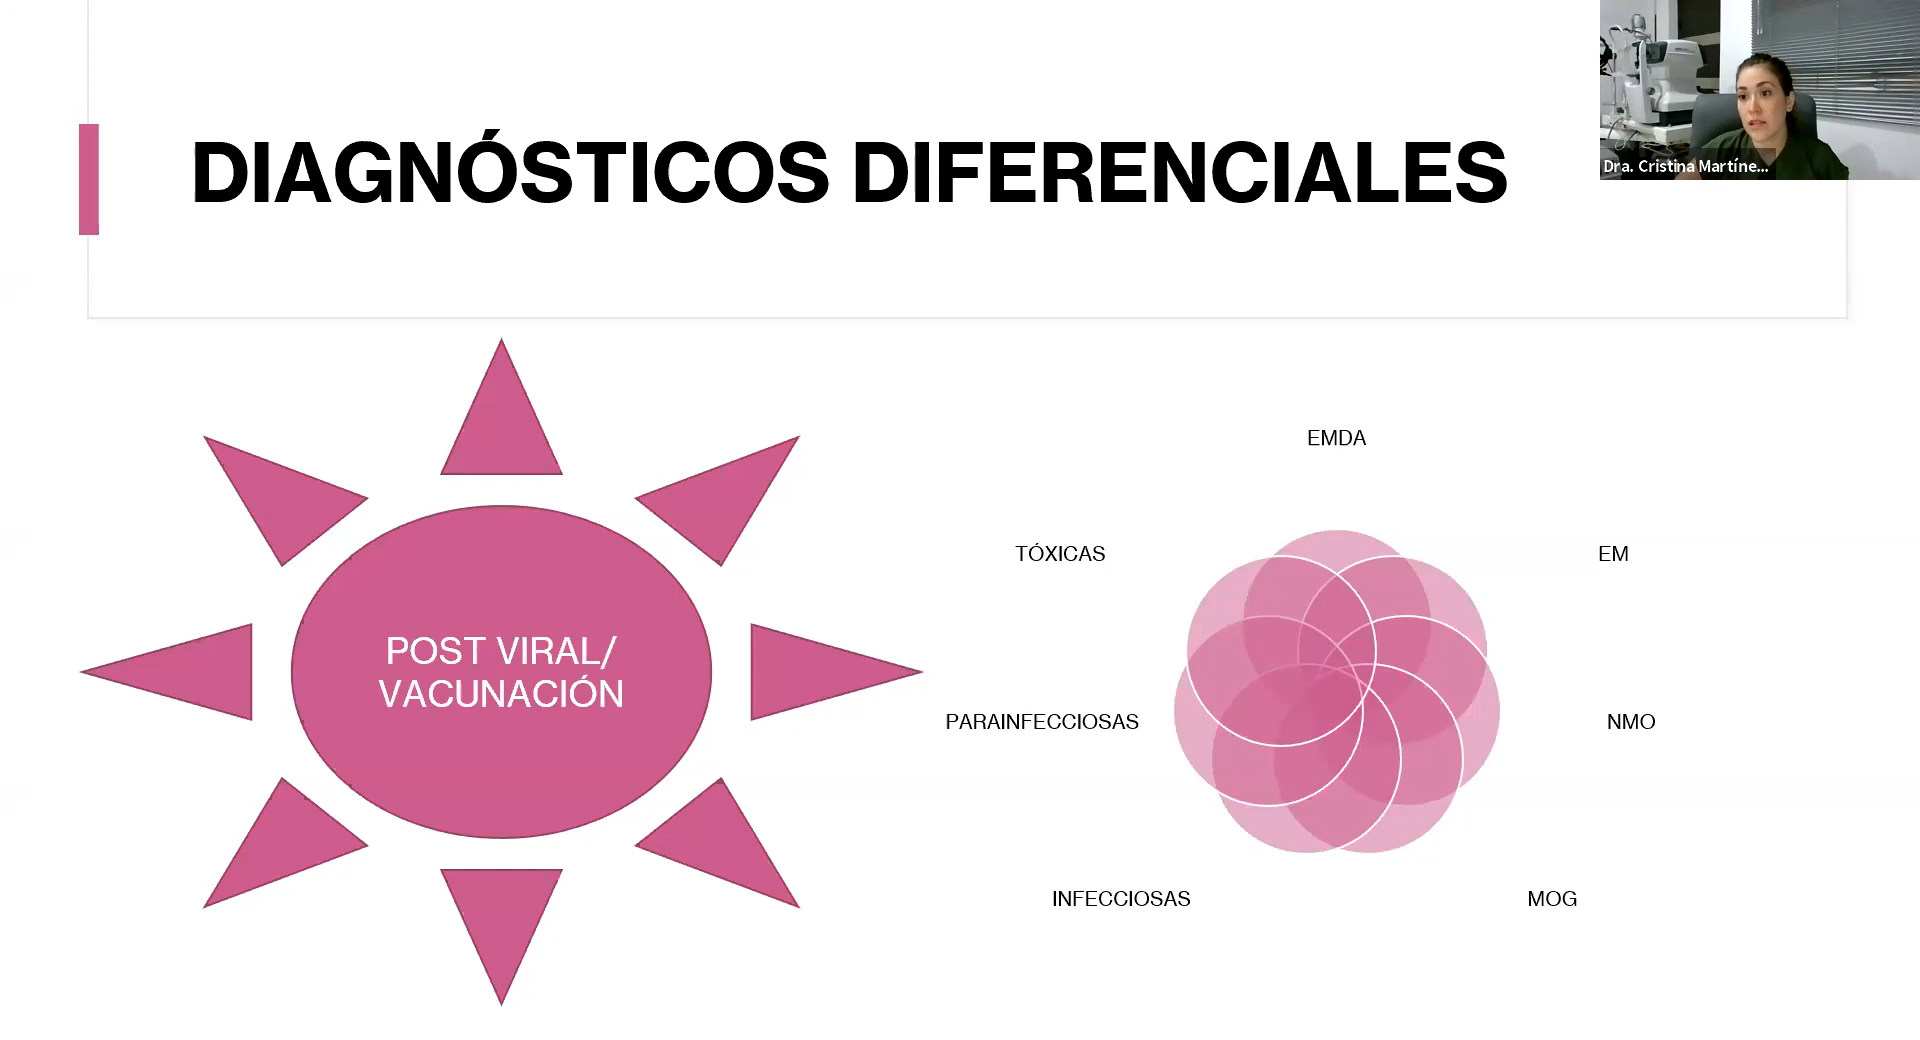 DIAGNÓSTICOS DIFERENCIALES
Dra. Cristina Martíne...
POST VIRAL/
VACUNACIÓN
EMDA
TÓXICAS
EM
PARAINFECCIOSAS
NMO
INFECCIOSAS
MOG